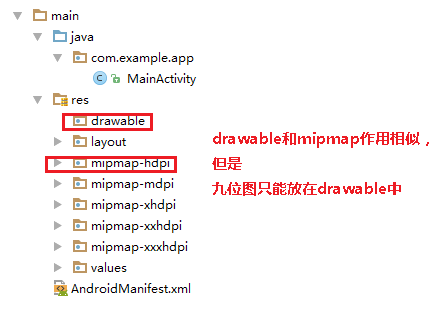 main
java
com.example.app
MainActivity
res
drawable
layout
mipmap-hdpi
mipmap-mdpi
mipmap-xhdpi
mipmap-xxhdpi
mipmap-xxxhdpi
values
AndroidManifest.xml
drawable和mipmap作用相似，
但是
九位图只能放在drawable中